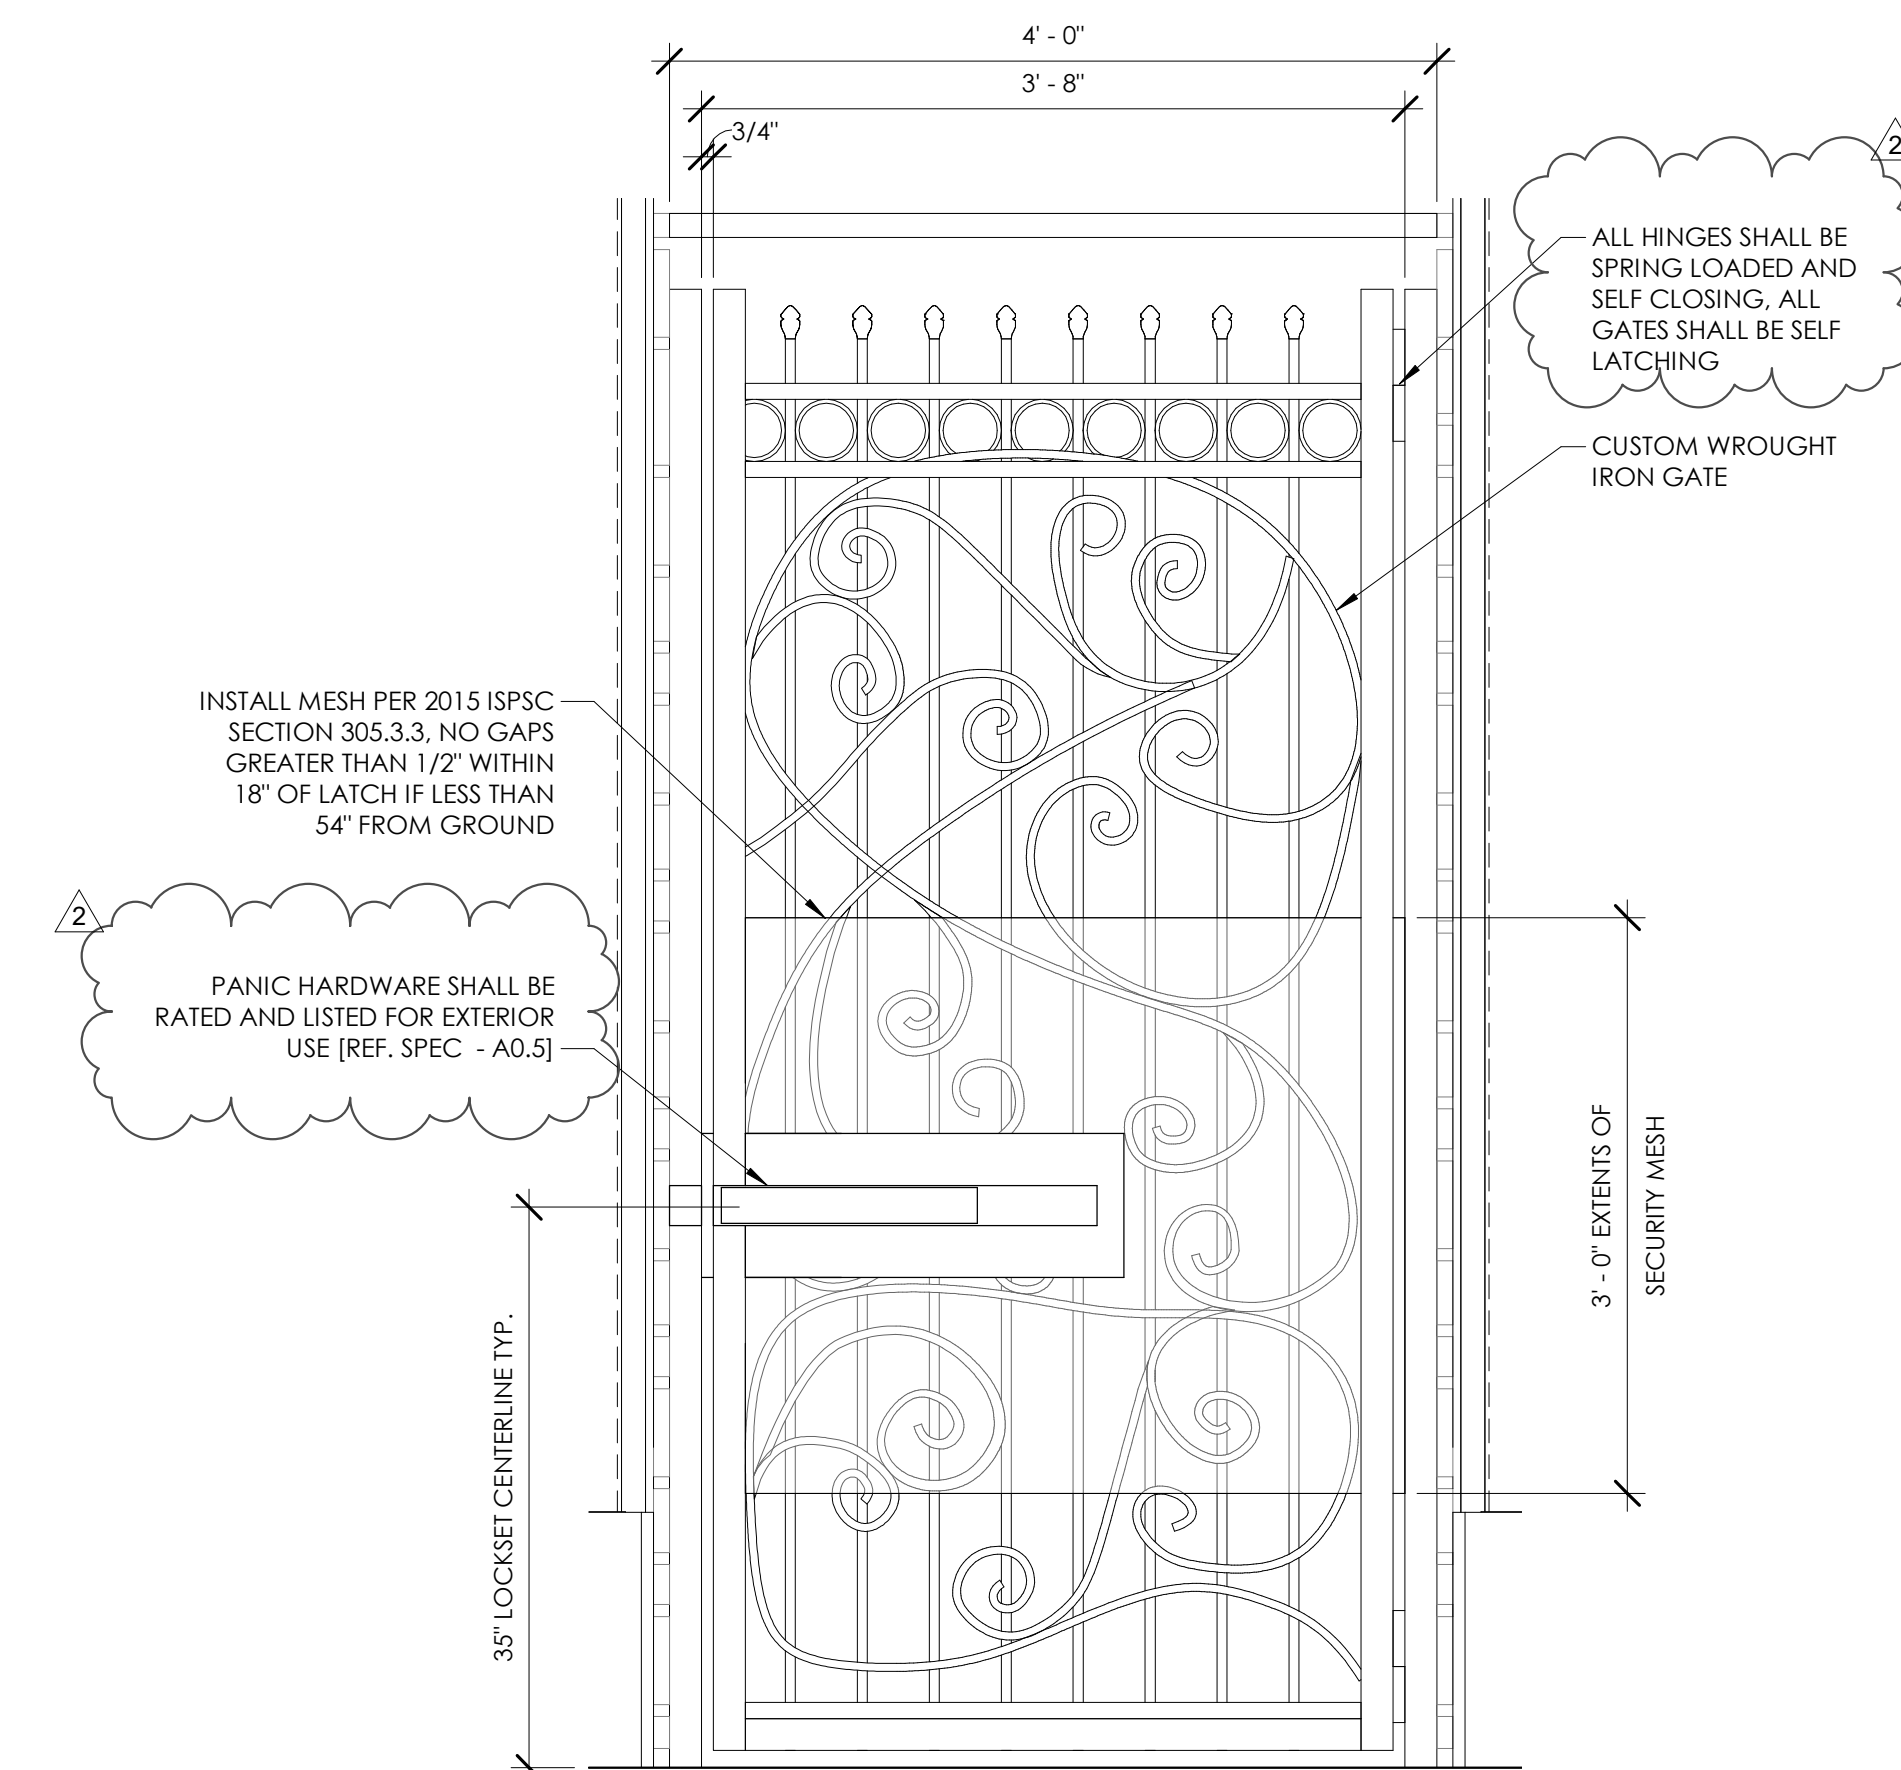 4' - 0"
3' - 8"
3/4"
2
ALL HINGES SHALL BE
SPRING LOADED AND
SELF CLOSING, ALL
GATES SHALL BE SELF
LATCHING
CUSTOM WROUGHT
IRON GATE
INSTALL MESH PER 2015 ISPSC
SECTION 305.3.3, NO GAPS
GREATER THAN 1/2" WITHIN
18" OF LATCH IF LESS THAN
54" FROM GROUND
2
PANIC HARDWARE SHALL BE
RATED AND LISTED FOR EXTERIOR
USE [REF. SPEC - A0.5]
3' - 0" EXTENTS OF
SECURITY MESH
35" LOCKSET CENTERLINE TYP.